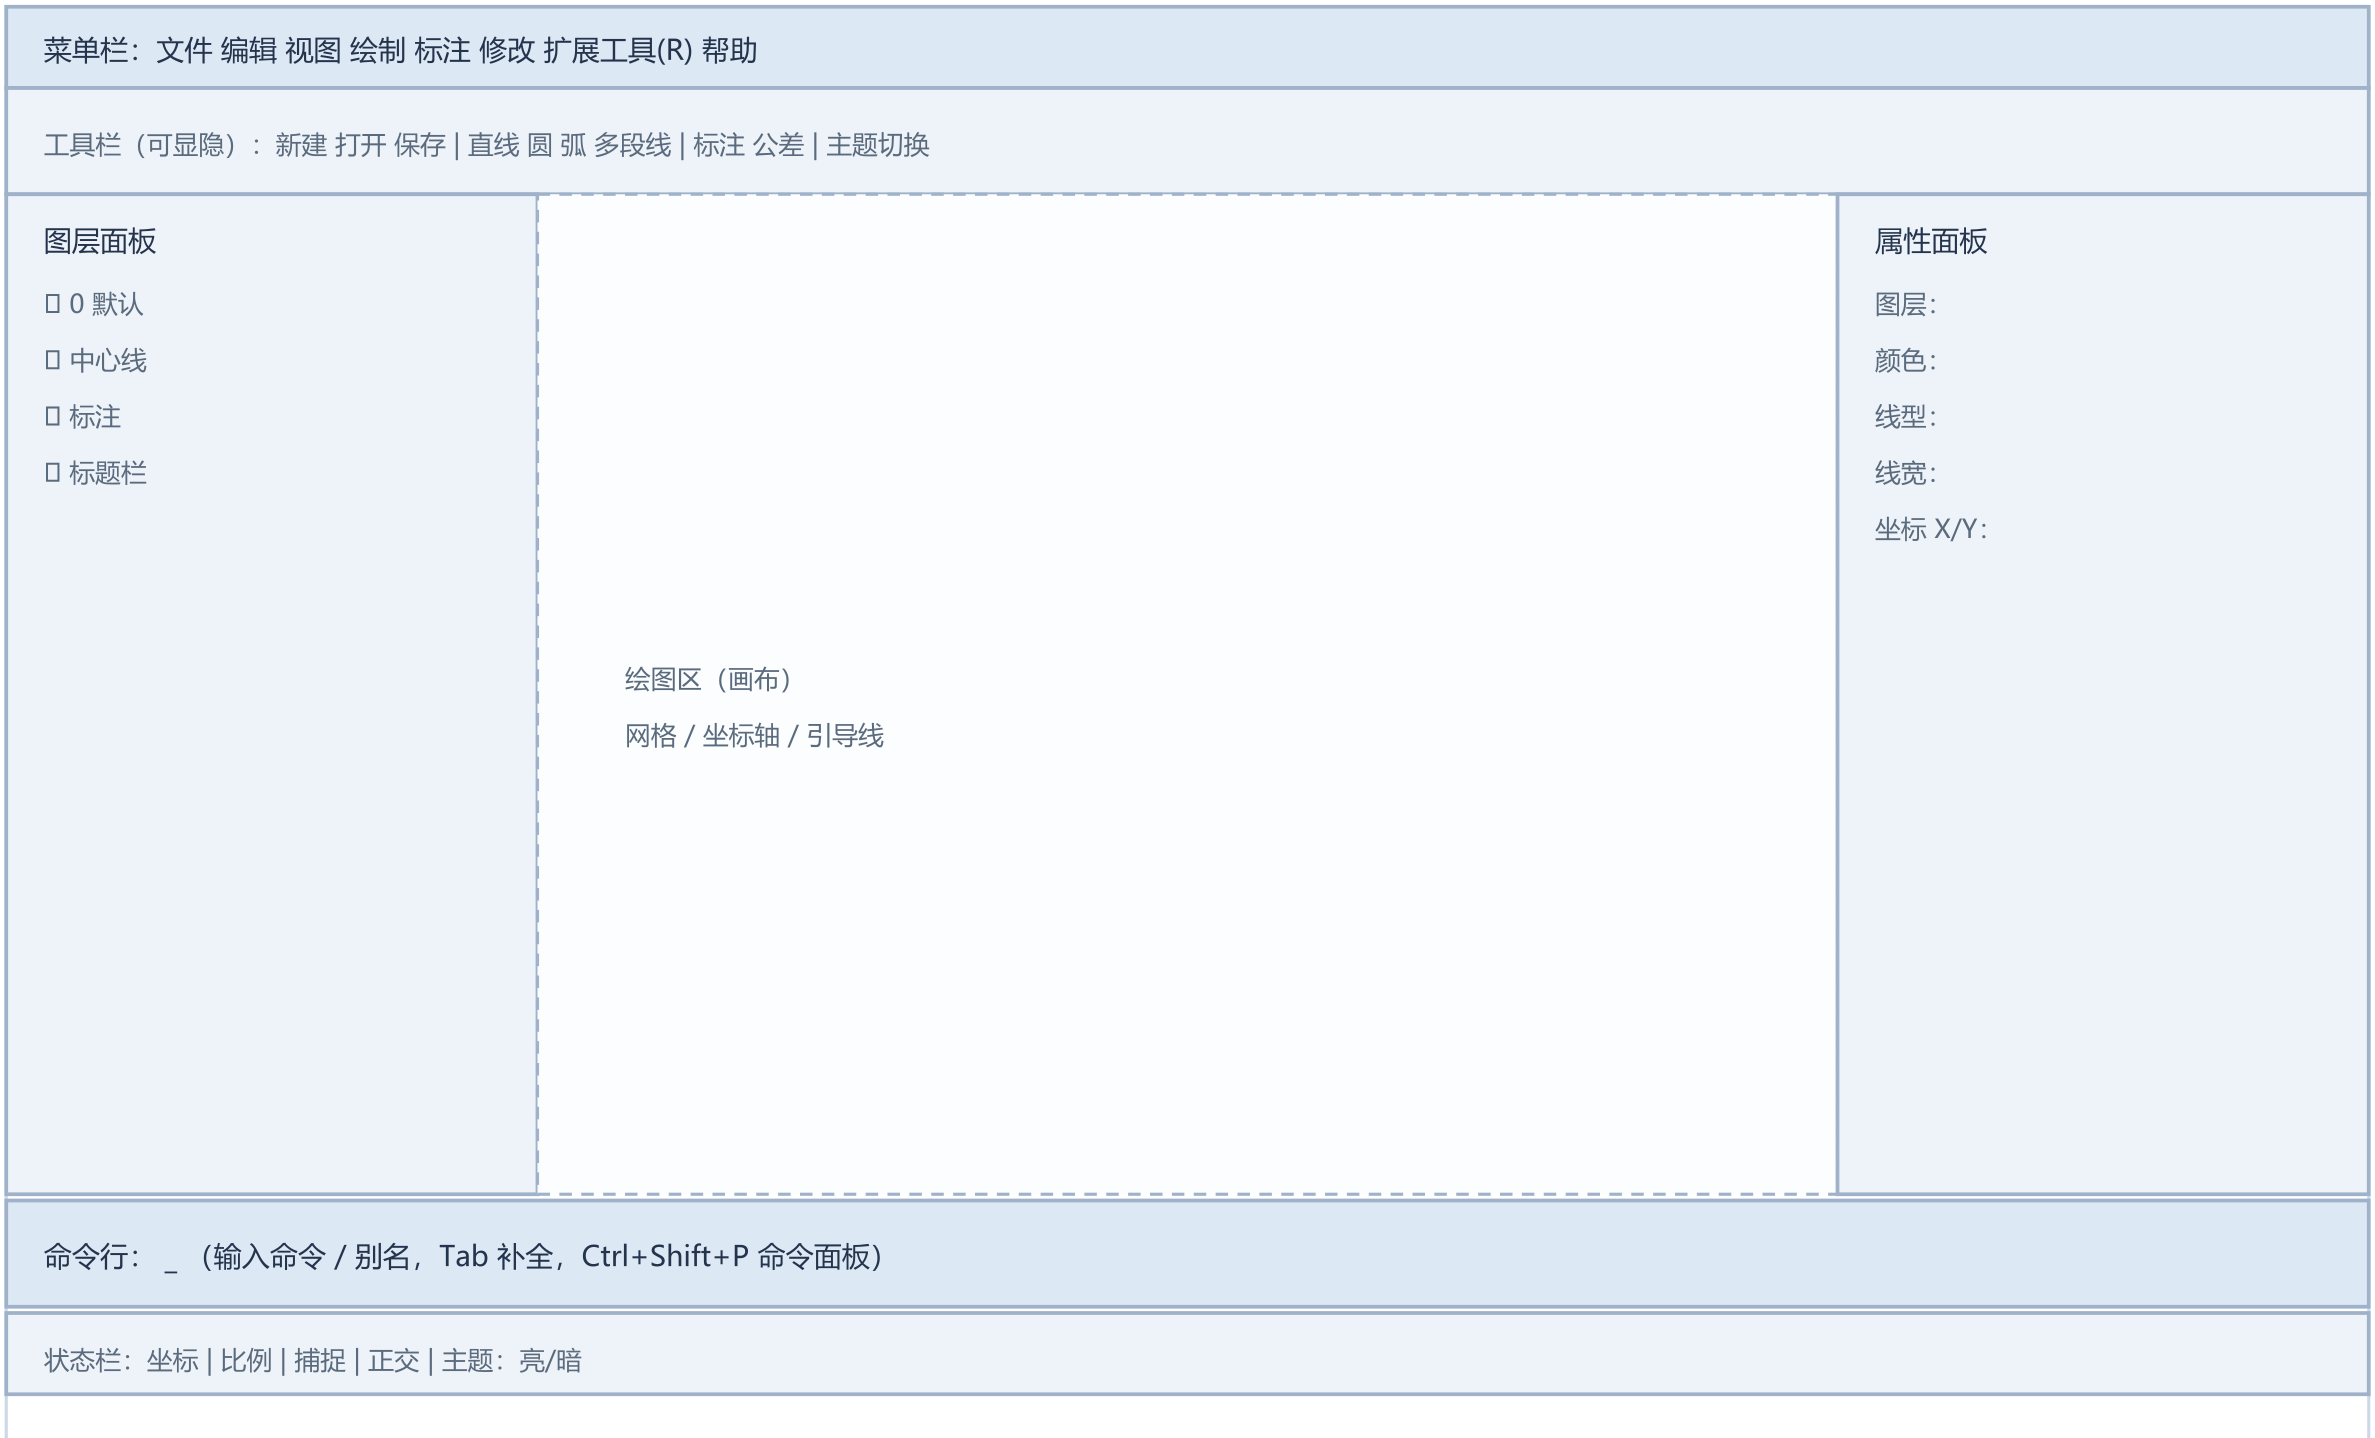 菜单栏：文件 编辑 视图 绘制 标注 修改 扩展工具(R) 帮助
工具栏（可显隐）：新建 打开 保存 | 直线 圆 弧 多段线 | 标注 公差 | 主题切换
图层面板
▯ 0 默认
▯ 中心线
▯ 标注
▯ 标题栏
绘图区（画布）
网格 / 坐标轴 / 引导线
属性面板
图层：
颜色：
线型：
线宽：
坐标 X/Y：
命令行： _ （输入命令 / 别名，Tab 补全，Ctrl+Shift+P 命令面板）
状态栏：坐标 | 比例 | 捕捉 | 正交 | 主题：亮/暗